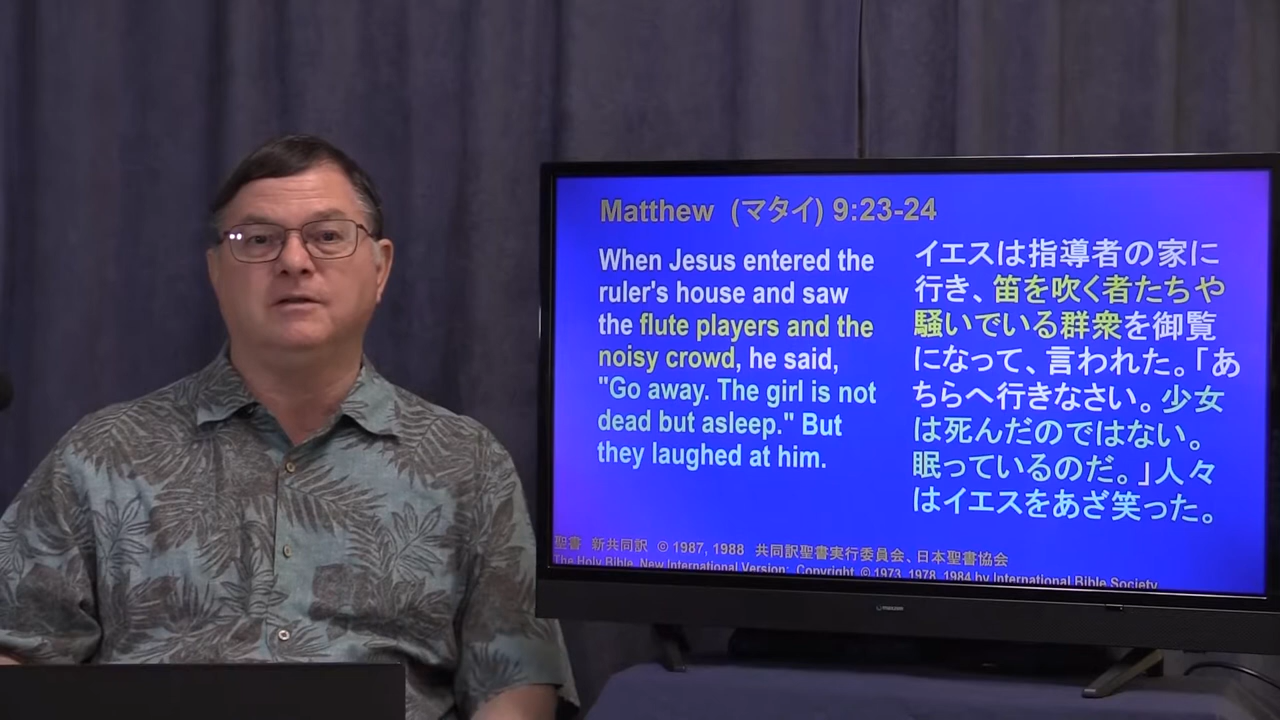 Matthew (マタイ) 9:23-24
When Jesus entered the
ruler's house and saw
the flute players and the
noisy crowd, he said,
"Go away. The girl is not
dead but asleep." But
they laughed at him.
イエスは指導者の家に
行き、笛を吹く者たちや
騒いでいる群衆を御覧
になって、言われた。「あ
ちらへ行きなさい。少女
は死んだのではない。
眠っているのだ。」人々
はイエスをあざ笑った。
聖書 新共同訳 © 1987, 1988 共同訳聖書実行委員会、日本聖書協会
The Holy Bible, New International Version; Copyright © 1973, 1978, 1984 by International Bible Society